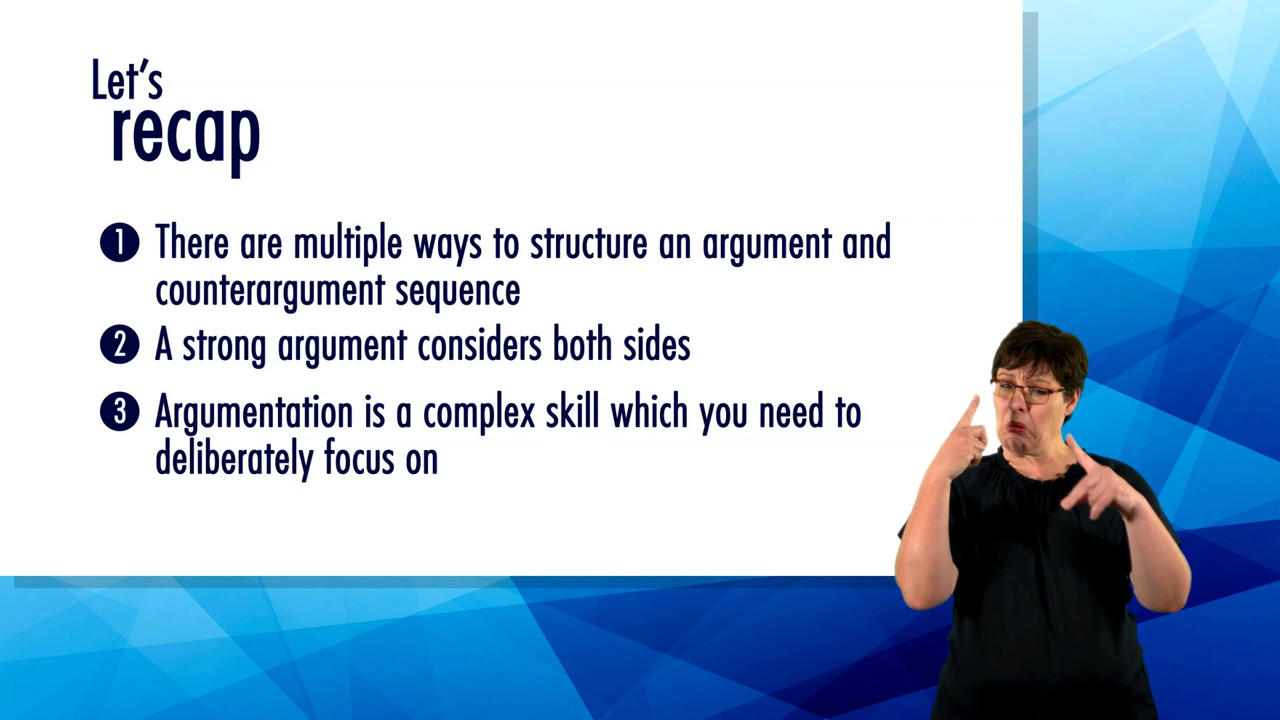 Let's
recap
1 There are multiple ways to structure an argument and
counterargument sequence
2 A strong argument considers both sides
3 Argumentation is a complex skill which you need to
deliberately focus on